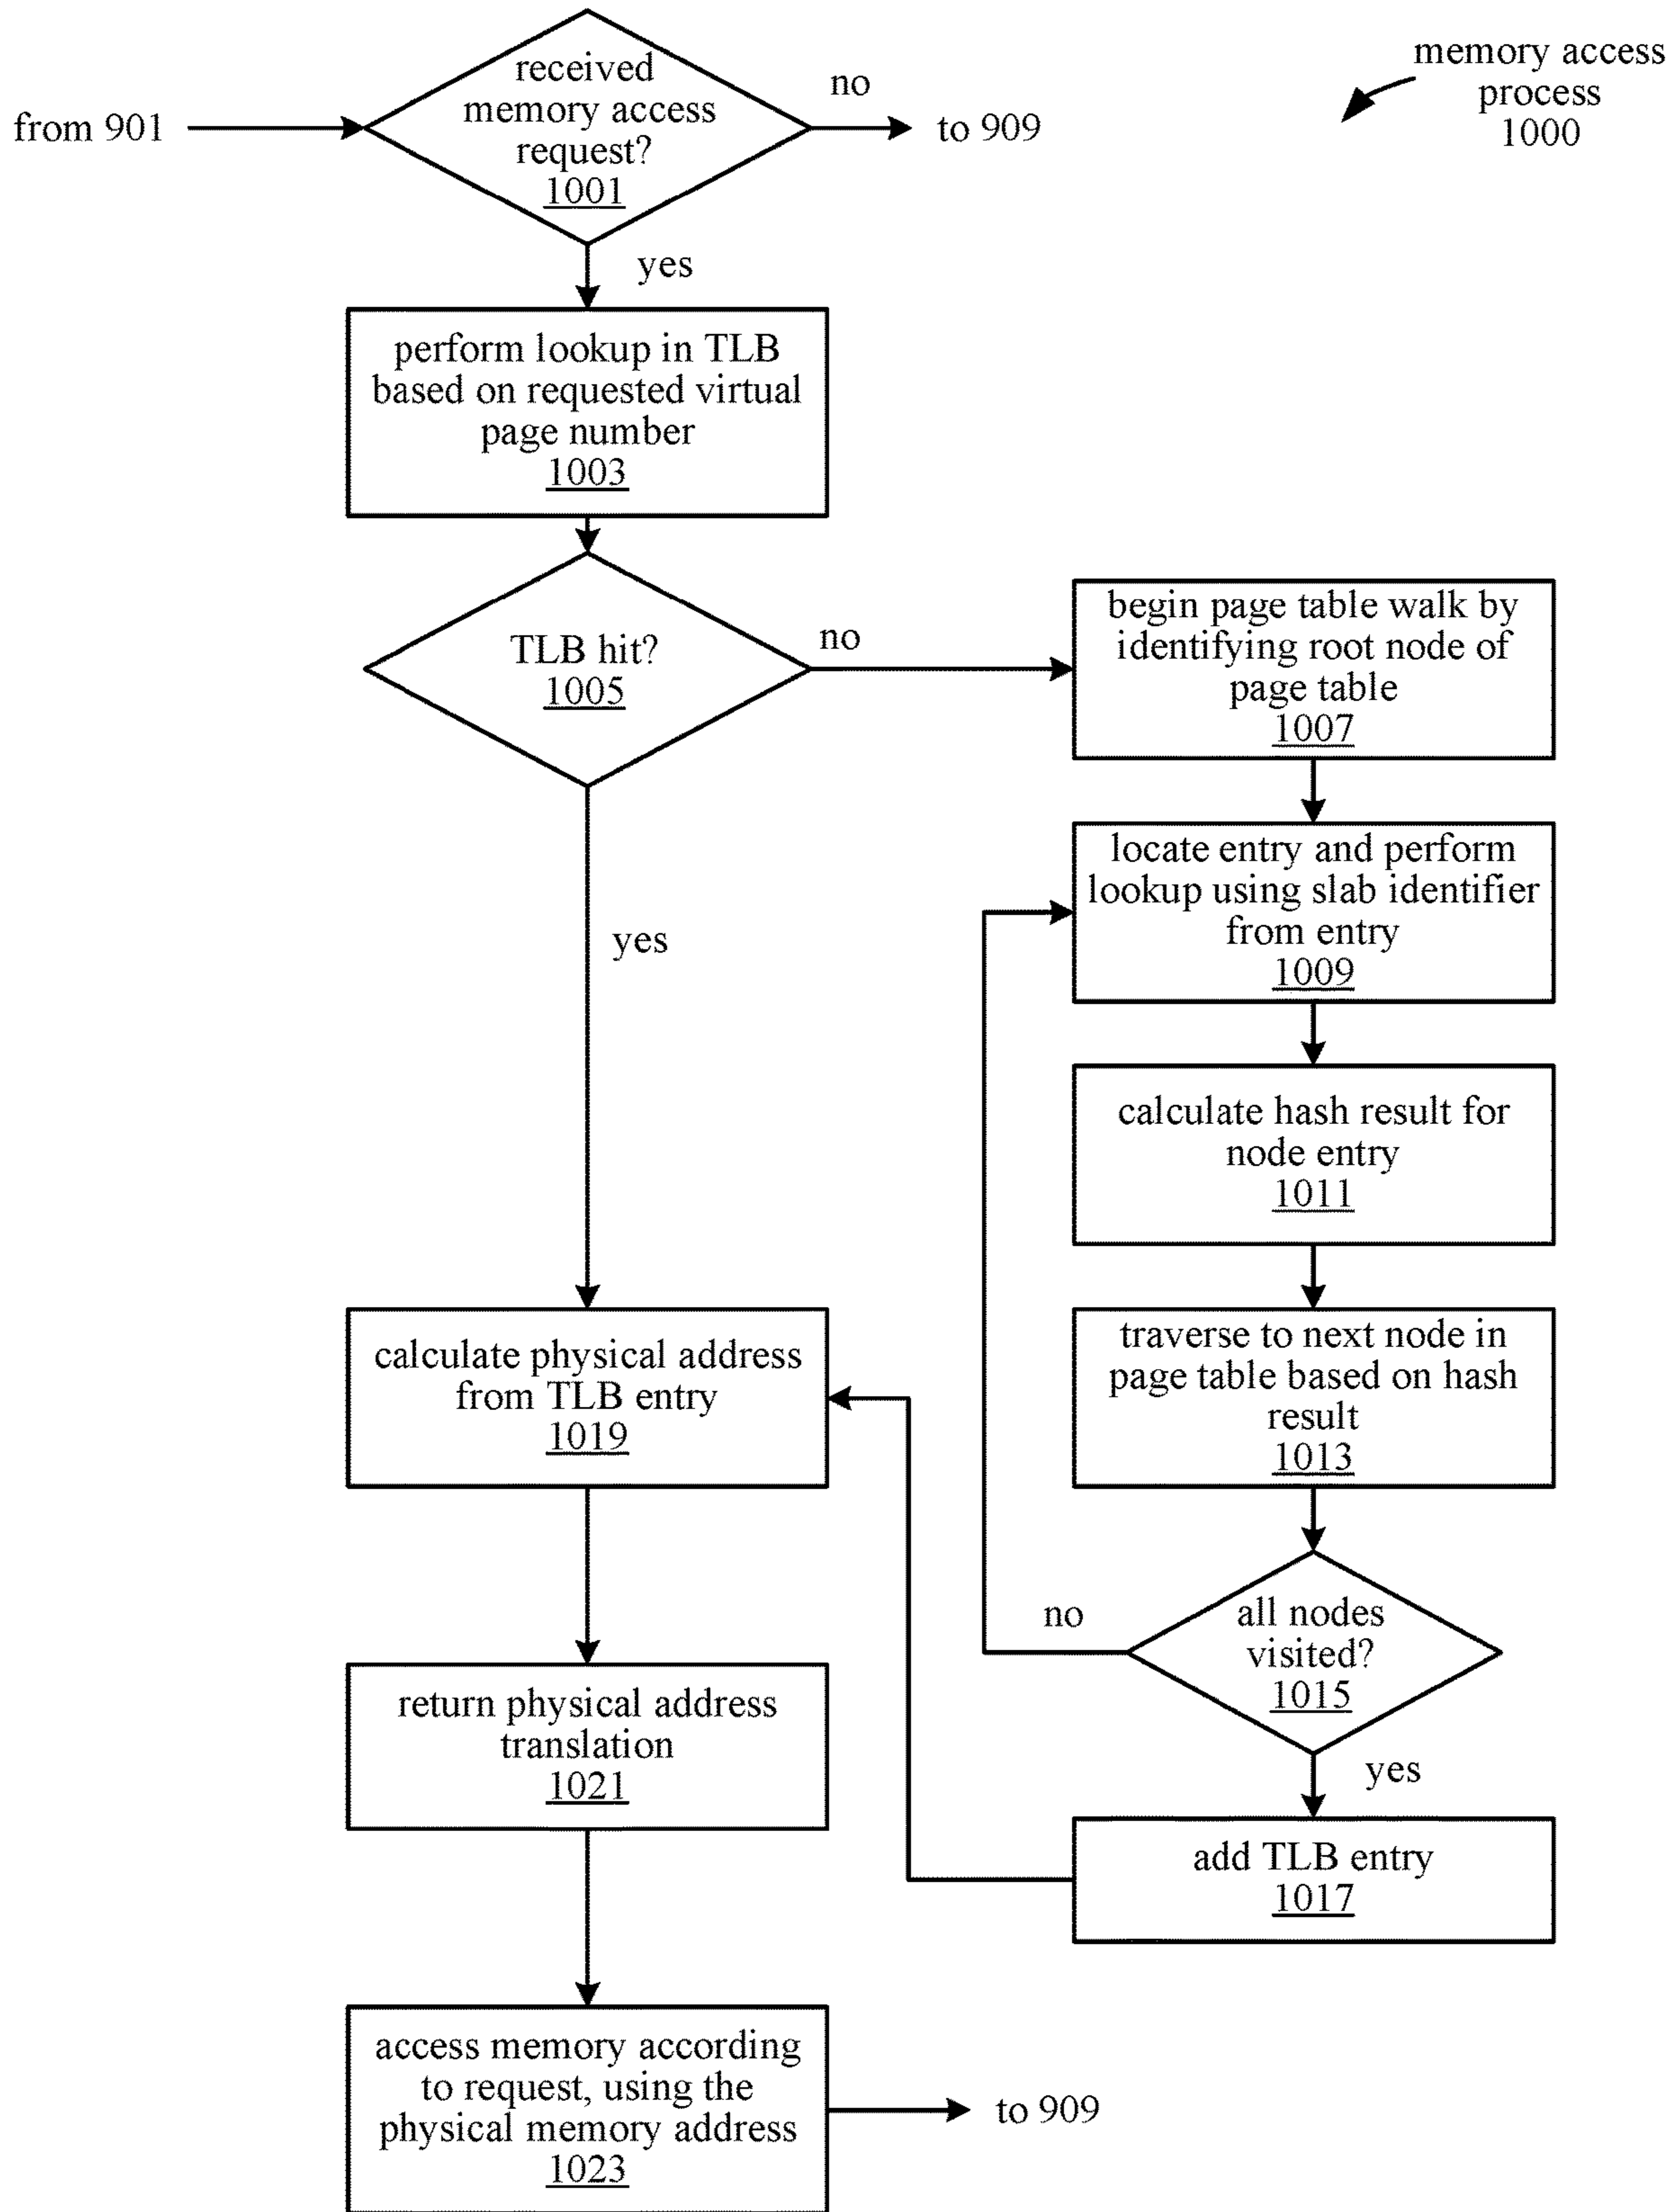 received
memory access
request?
1001
no
from 901
to 909
memory access
process
1000
yes
perform lookup in TLB
based on requested virtual
page number
1003
TLB hit?
1005
no
begin page table walk by
identifying root node of
page table
1007
locate entry and perform
lookup using slab identifier
from entry
1009
yes
calculate hash result for
node entry
1011
calculate physical address
from TLB entry
1019
traverse to next node in
page table based on hash
result
1013
no
all nodes
visited?
1015
return physical address
translation
1021
yes
add TLB entry
1017
access memory according
to request, using the
physical memory address
1023
to 909